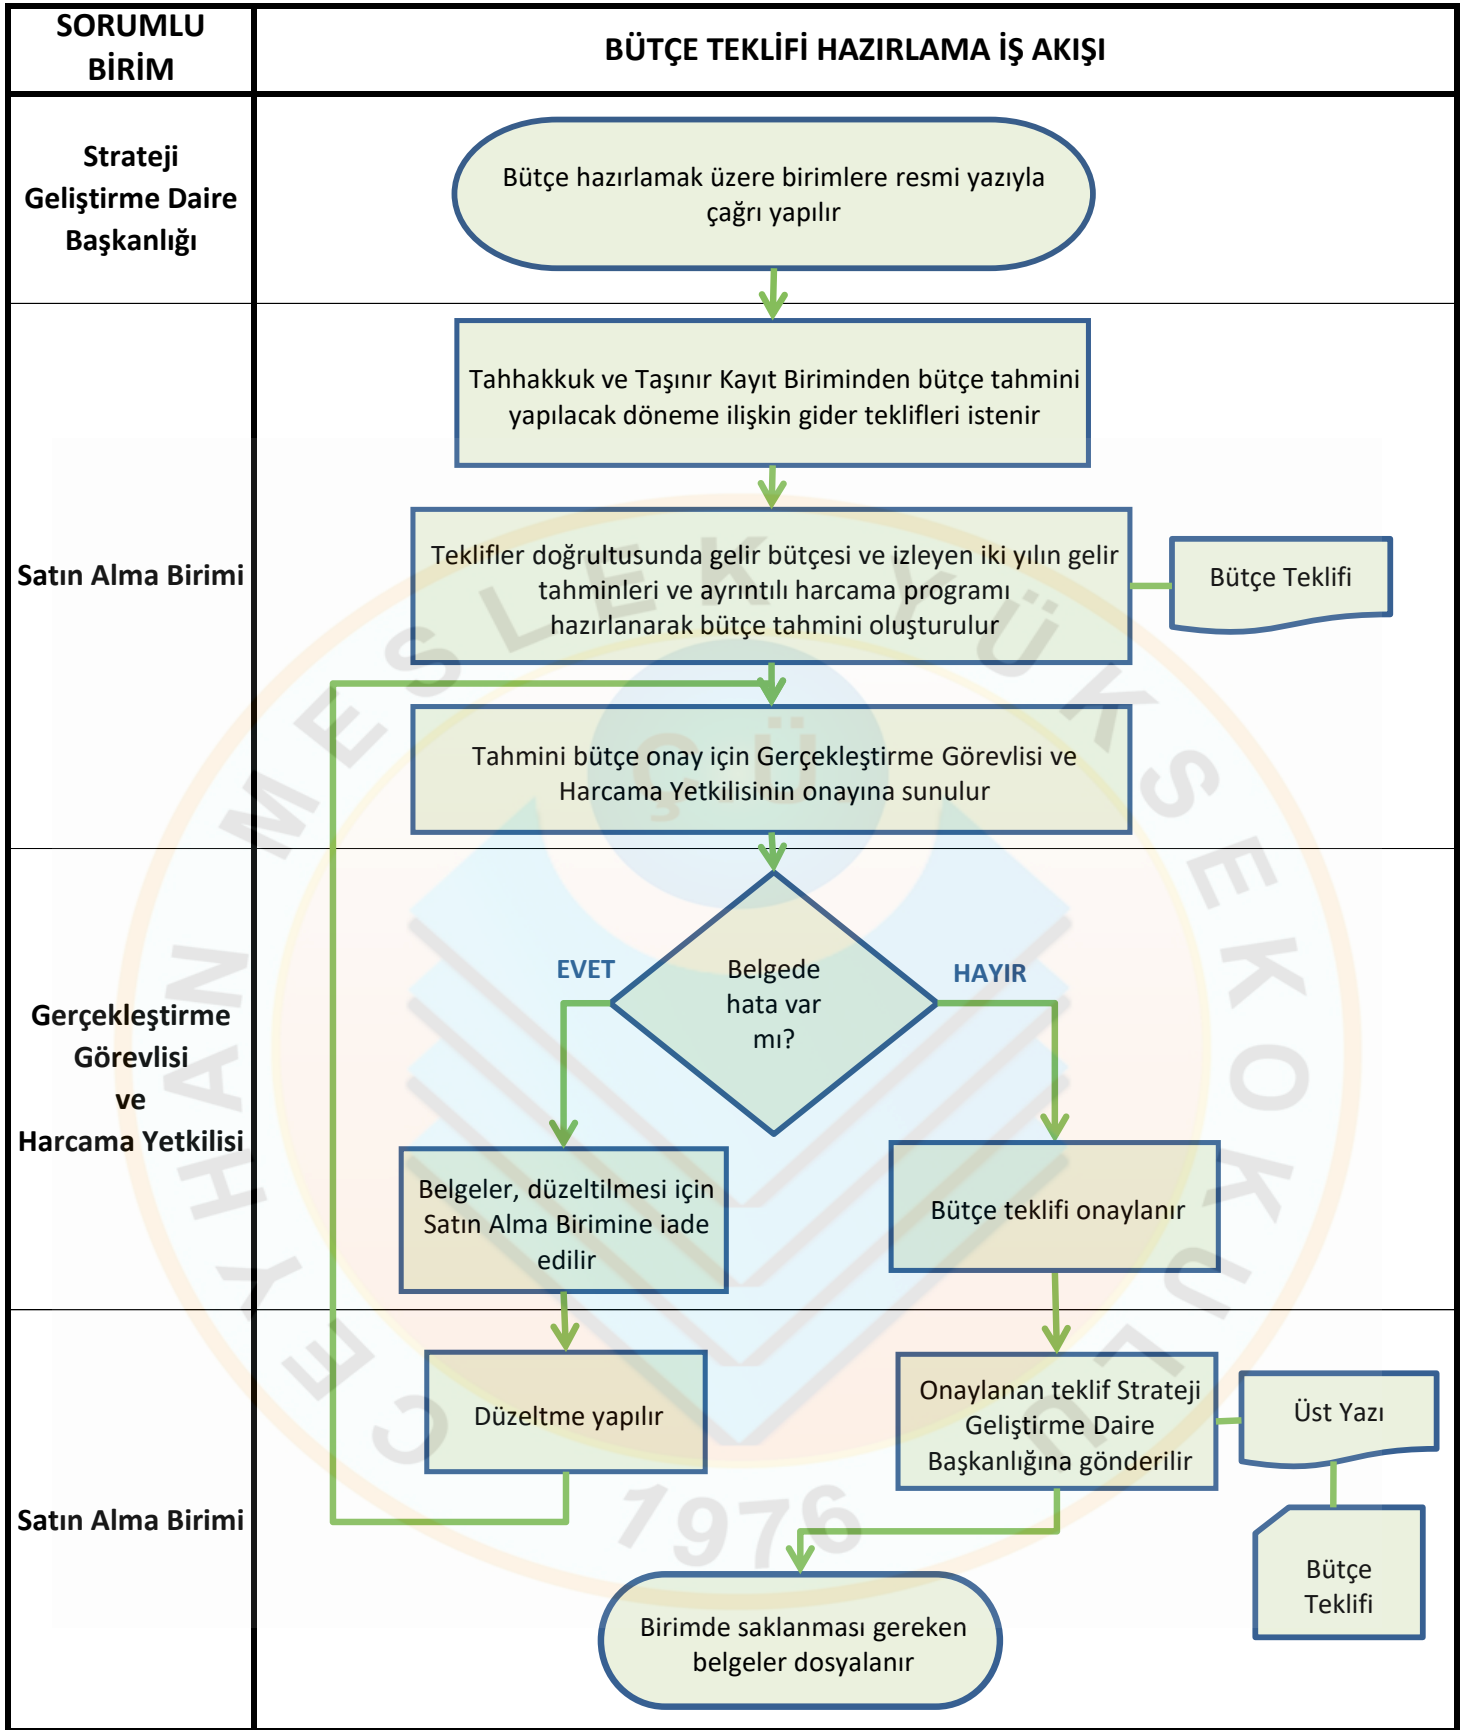 SORUMLU
BİRİM
BÜTÇE TEKLİFİ HAZIRLAMA İŞ AKIŞI
Strateji
Geliştirme Daire
Başkanlığı
Bütçe hazırlamak üzere birimlere resmi yazıyla
çağrı yapılır
Satın Alma Birimi
Tahhakkuk ve Taşınır Kayıt Biriminden bütçe tahmini
yapılacak döneme ilişkin gider teklifleri istenir
Teklifler doğrultusunda gelir bütçesi ve izleyen iki yılın gelir
tahminleri ve ayrıntılı harcama programı
hazırlanarak bütçe tahmini oluşturulur
Bütçe Teklifi
Tahmini bütçe onay için Gerçekleştirme Görevlisi ve
Harcama Yetkilisinin onayına sunulur
Gerçekleştirme
Görevlisi
ve
Harcama Yetkilisi
EVET
Belgede
hata var
mı?
HAYIR
Belgeler, düzeltilmesi için
Satın Alma Birimine iade
edilir
Bütçe teklifi onaylanır
Satın Alma Birimi
Düzeltme yapılır
Onaylanan teklif Strateji
Geliştirme Daire
Başkanlığına gönderilir
Üst Yazı
Bütçe
Teklifi
Birimde saklanması gereken
belgeler dosyalanır
CEYHAN MESLEK YÜKSEKOKULU
ÇÜ
1976